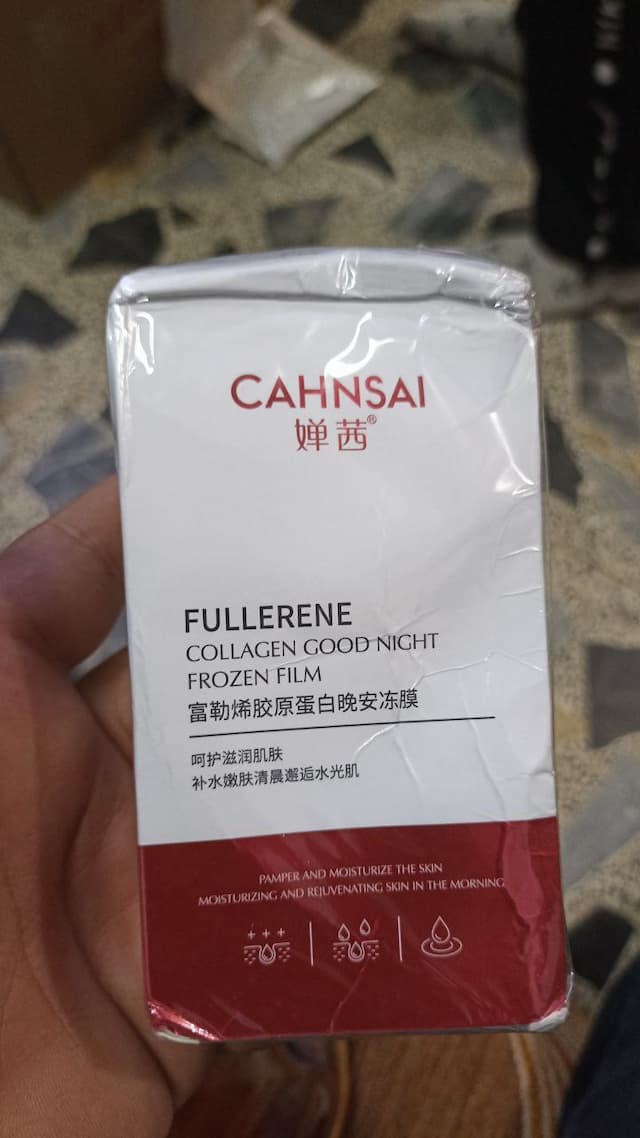 CAHNSAI
婵茜®
FULLERENE
COLLAGEN GOOD NIGHT
FROZEN FILM
富勒烯胶原蛋白晚安冻膜
呵护滋润肌肤
补水嫩肤清晨邂逅水光肌
PAMPER AND MOISTURIZE THE SKIN
MOISTURIZING AND REJUVENATING SKIN IN THE MORNING